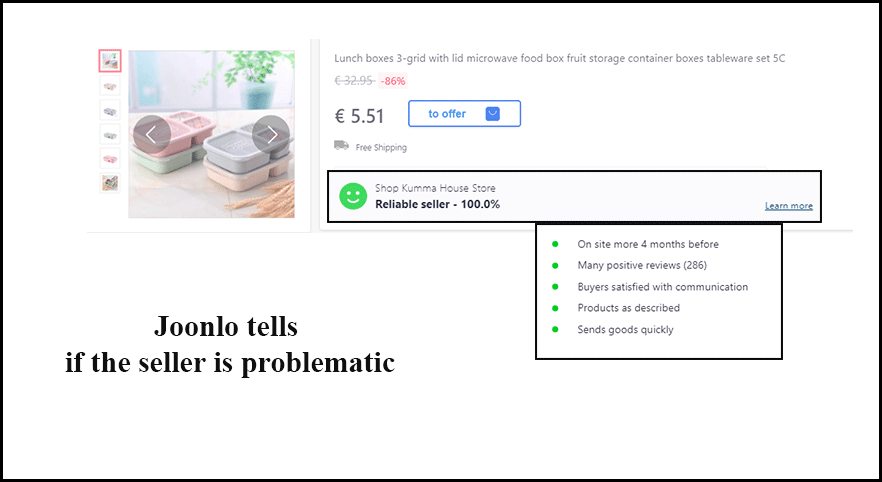 Lunch boxes 3-grid with lid microwave food box fruit storage container boxes tableware set 5C
€ 32.95 -86%
€ 5.51
to offer
Free Shipping
Shop Kumma House Store
Reliable seller - 100.0%
Learn more
On site more 4 months before
Many positive reviews (286)
Buyers satisfied with communication
Products as described
Sends goods quickly
Joonlo tells
if the seller is problematic